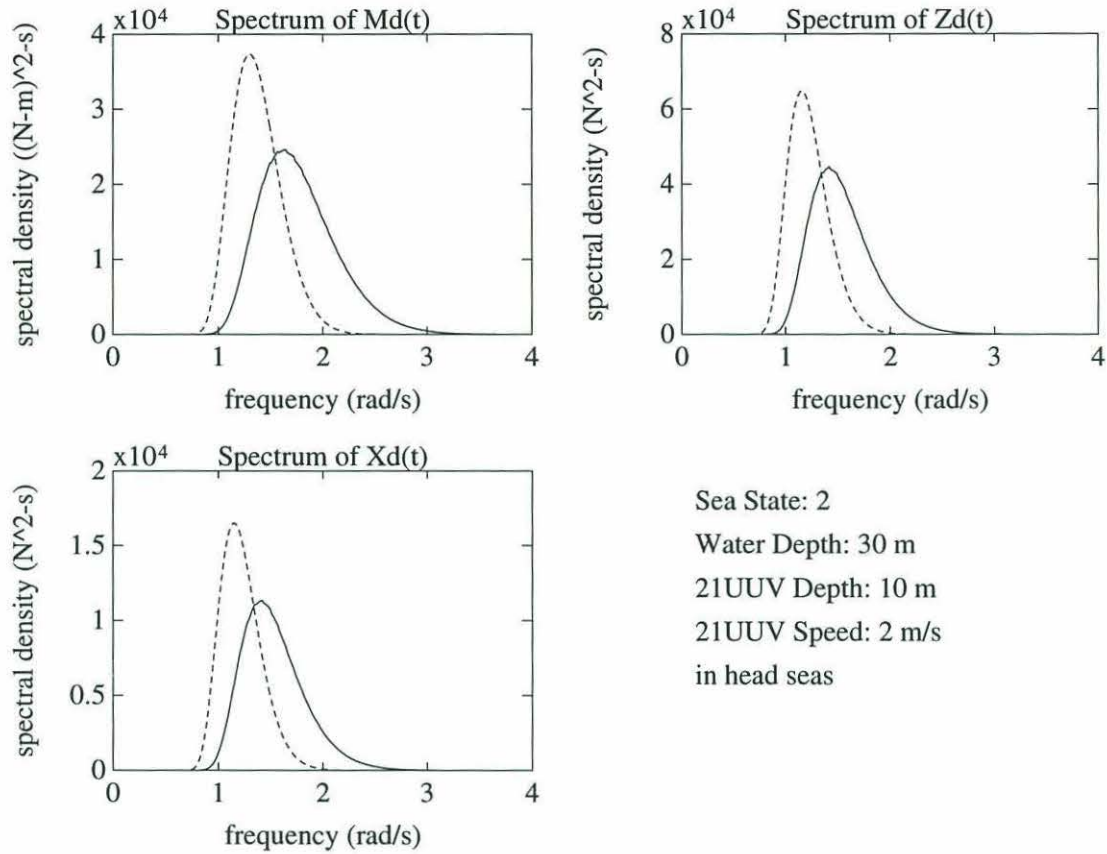 x10^4 Spectrum of Md(t)
4
3
2
1
0
0 1 2 3 4
spectral density ((N-m)^2-s)
frequency (rad/s)
x10^4 Spectrum of Zd(t)
8
6
4
2
0
0 1 2 3 4
spectral density (N^2-s)
frequency (rad/s)
x10^4 Spectrum of Xd(t)
2
1.5
1
0.5
0
0 1 2 3 4
spectral density (N^2-s)
frequency (rad/s)
Sea State: 2
Water Depth: 30 m
21UUV Depth: 10 m
21UUV Speed: 2 m/s
in head seas